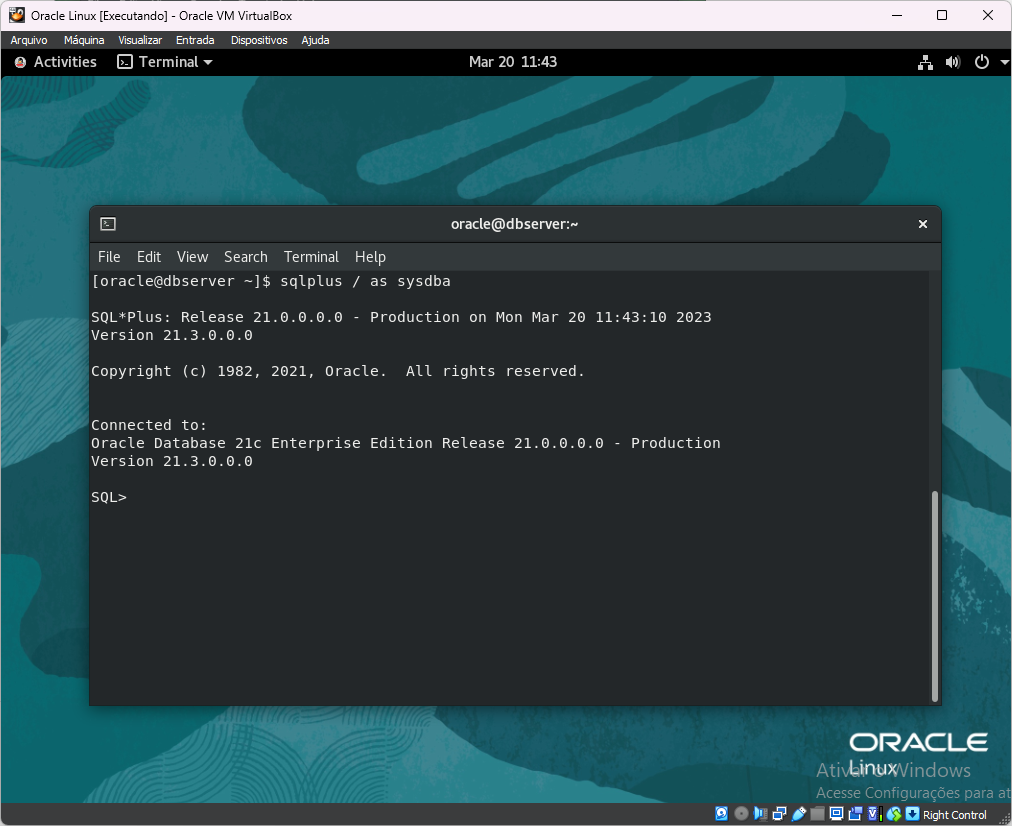 Oracle Linux [Executando] - Oracle VM VirtualBox
Arquivo Máquina Visualizar Entrada Dispositivos Ajuda
Activities Terminal Mar 20 11:43
oracle@dbserver:~
File Edit View Search Terminal Help
[oracle@dbserver ~]$ sqlplus / as sysdba
SQL*Plus: Release 21.0.0.0.0 - Production on Mon Mar 20 11:43:10 2023
Version 21.3.0.0.0
Copyright (c) 1982, 2021, Oracle.  All rights reserved.
Connected to:
Oracle Database 21c Enterprise Edition Release 21.0.0.0.0 - Production
Version 21.3.0.0.0
SQL>
ORACLE
Linux
Ativar o Windows
Acesse Configurações para at
Right Control